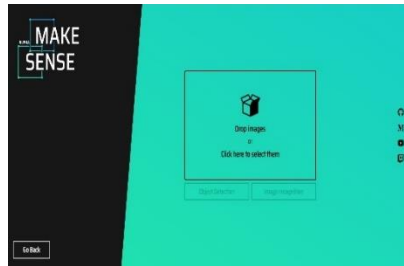 MAKE
SENSE
Drop images
or
Click here to select them
Object Detection
Image recognition
Go Back